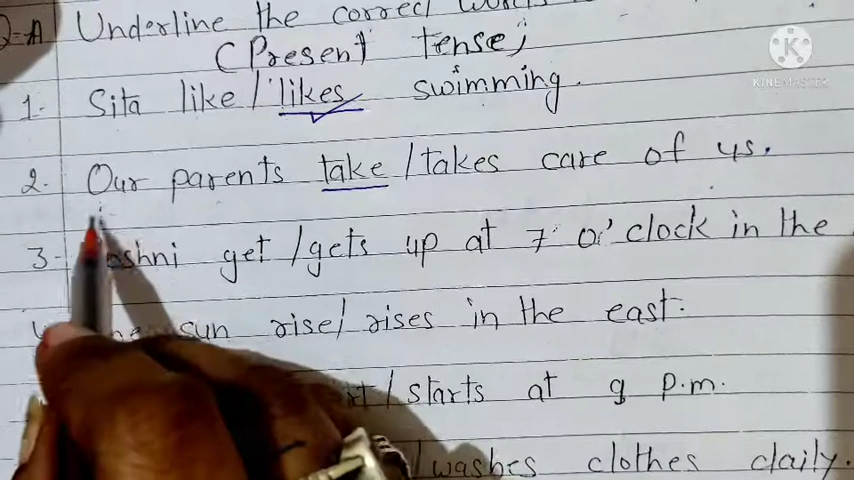 Q-A Underline the correct words
(Present tense)
1. Sita like/likes swimming.
2. Our parents take/takes care of us.
3- get/gets up at 7 o'clock in the
sun rise/rises in the east.
/starts at 9 p.m.
/washes clothes daily.
KINEMASTER